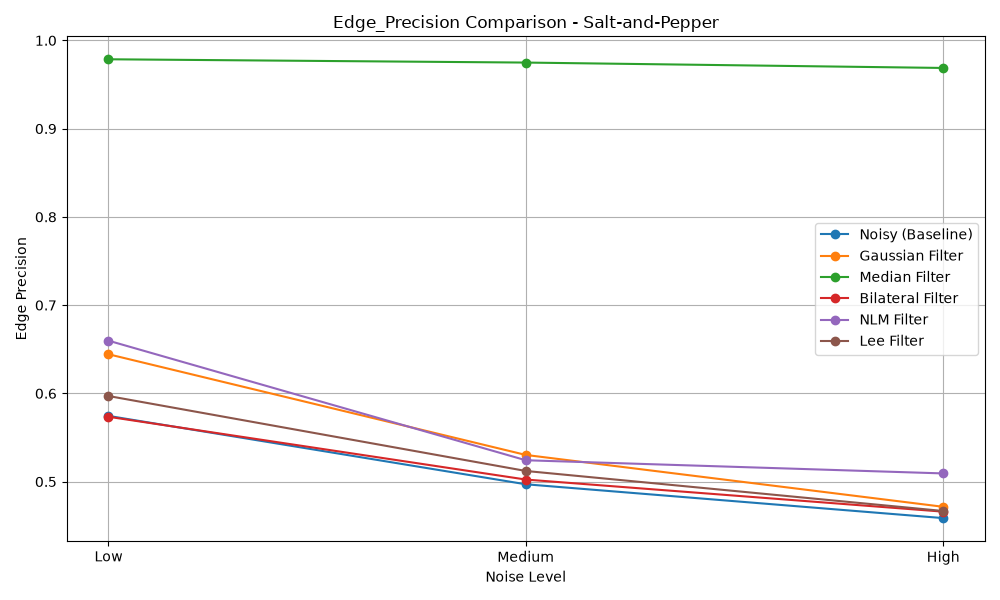 Edge_Precision Comparison - Salt-and-Pepper
Edge Precision
1.0
0.9
0.8
0.7
0.6
0.5
Noisy (Baseline)
Gaussian Filter
Median Filter
Bilateral Filter
NLM Filter
Lee Filter
Low
Medium
High
Noise Level